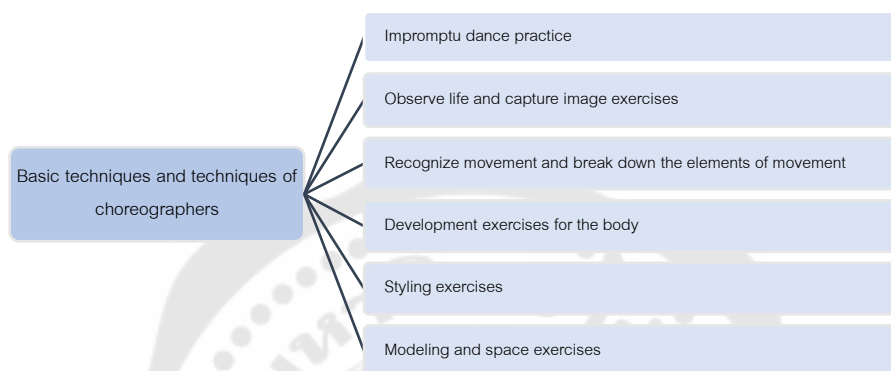 Impromptu dance practice
Observe life and capture image exercises
Recognize movement and break down the elements of movement
Basic techniques and techniques of
choreographers
Development exercises for the body
Styling exercises
Modeling and space exercises